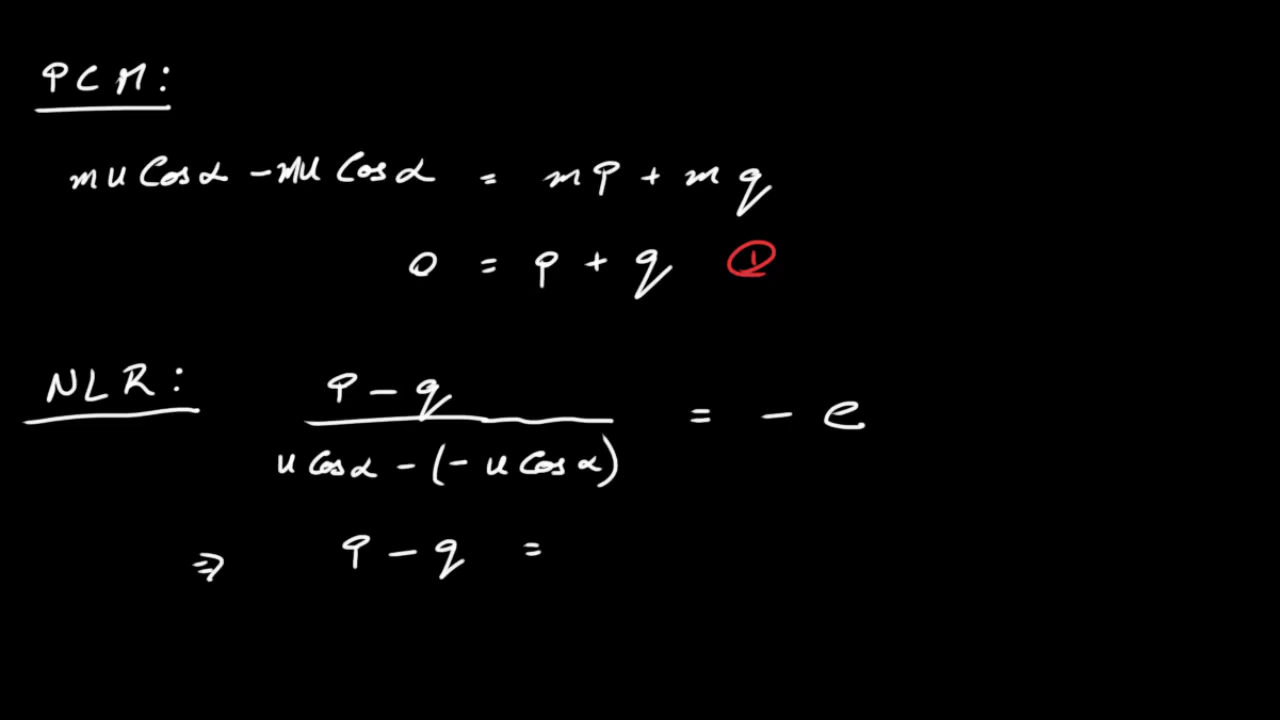 PCM:
mu Cos α - mu Cos α = mp + mq
0 = p + q ①
NLR: p - q / u Cos α - (- u Cos α) = - e
⇒ p - q =